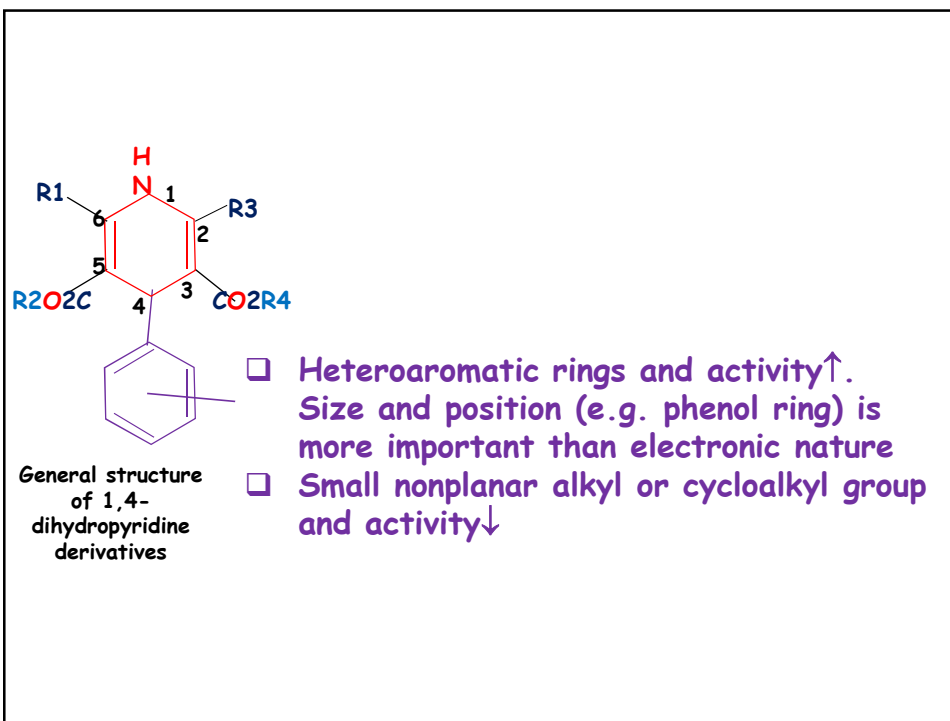 H
N
1
R1
R3
6
2
5
3
4
R2O2C
CO2R4
❑ Heteroaromatic rings and activity↑.
Size and position (e.g. phenol ring) is
more important than electronic nature
❑ Small nonplanar alkyl or cycloalkyl group
and activity↓
General structure
of 1,4-
dihydropyridine
derivatives